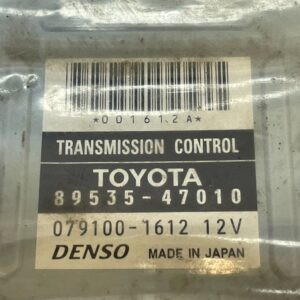 *00161.2A*
TRANSMISSION CONTROL
TOYOTA
89535-47010
079100-1612 12V
DENSO MADE IN JAPAN